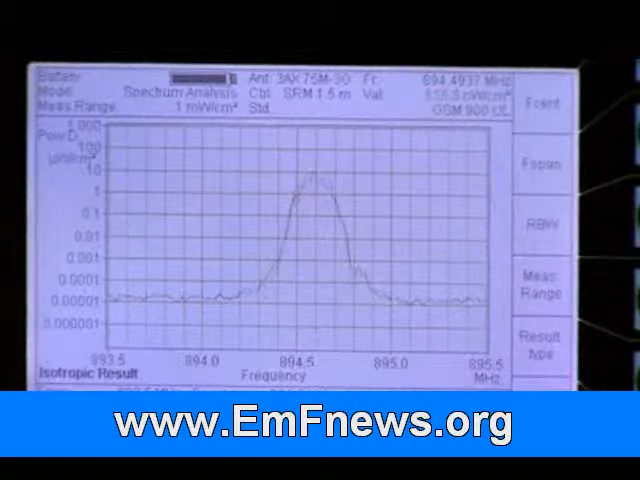 Battery Ant: 3AX 75M-3G Fr: 894.4937 MHz
Mode: Spectrum Analysis Cbl: SRM 1.5 m Val:
Meas.Range: 1 mW/cm² Std: GSM 900 UL
Pow.D.
µW/cm²
1,000
100
10
1
0.1
0.01
0.001
0.0001
0.00001
0.000001
893.5 894.0 894.5 895.0 895.5
Isotropic Result Frequency MHz
Fcent
Fspan
RBW
Meas.
Range
Result
type
www.EmFnews.org